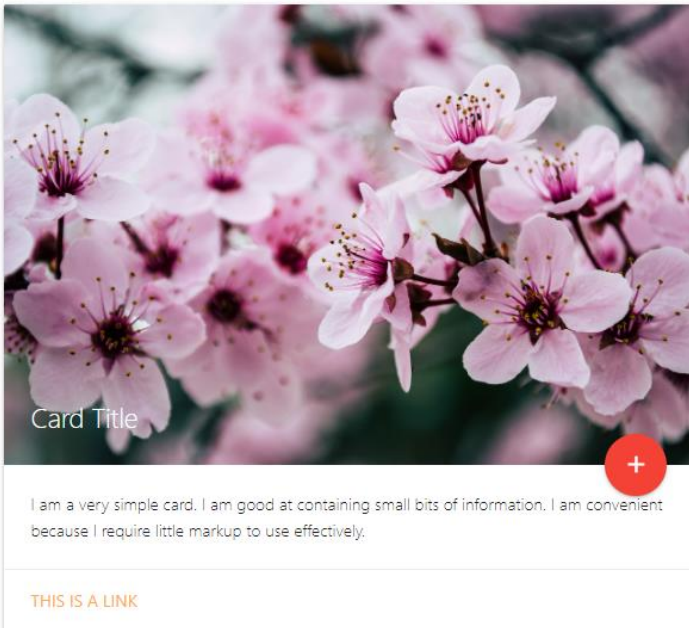 Card Title
+
I am a very simple card. I am good at containing small bits of information. I am convenient
because I require little markup to use effectively.
THIS IS A LINK